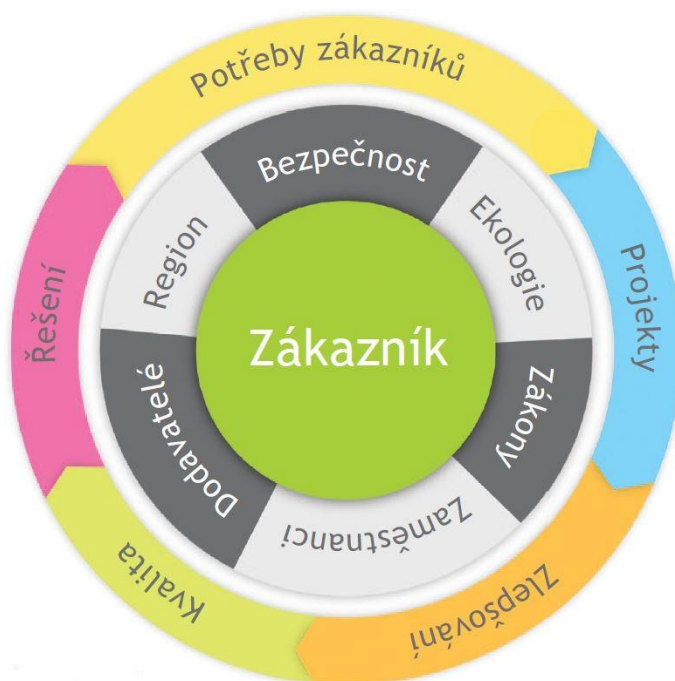 Potřeby zákazníků
Projekty
Zlepšování
Kvalita
Řešení
Bezpečnost
Ekologie
Zákony
Zaměstnanci
Dodavatelé
Region
Zákazník